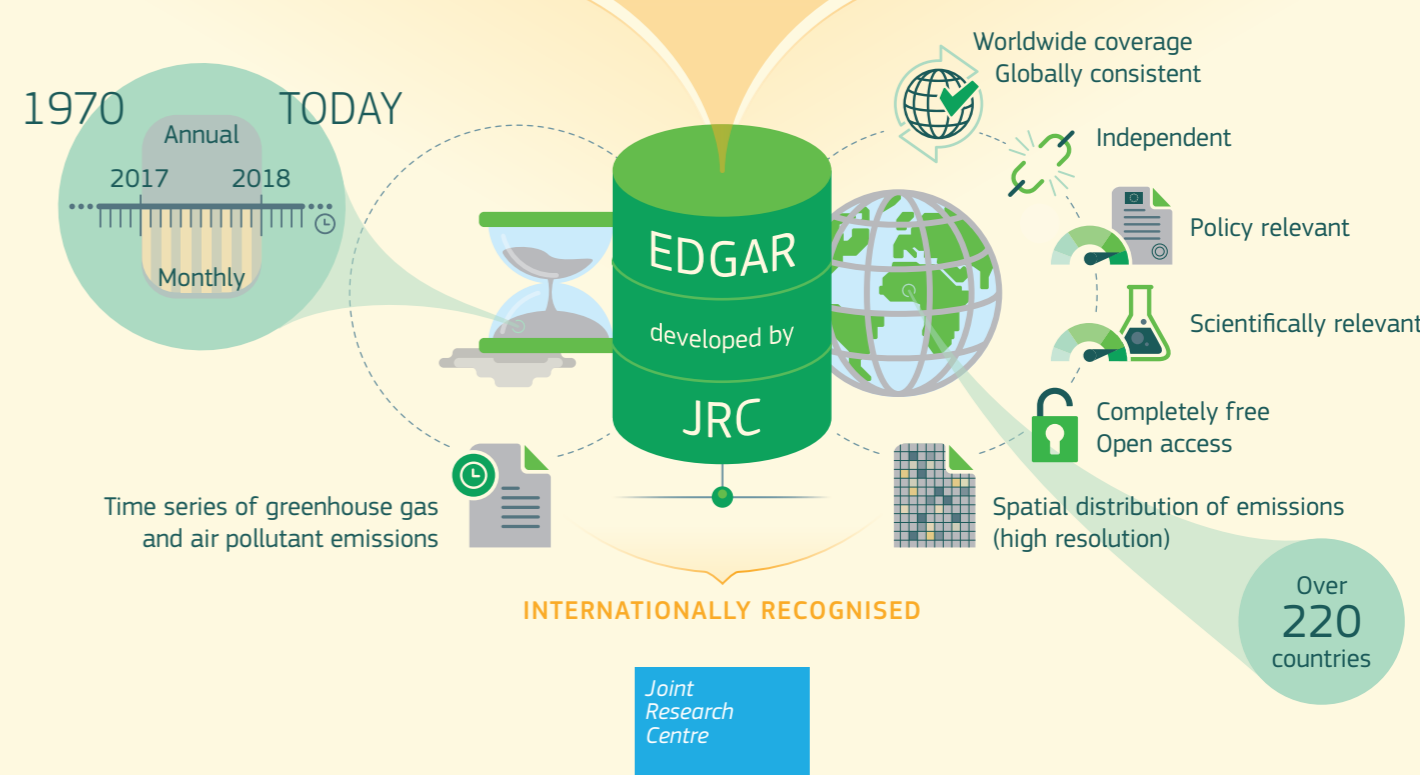 1970
TODAY
Annual
2017
2018
Monthly
EDGAR
developed by
JRC
Worldwide coverage
Globally consistent
Independent
Policy relevant
Scientifically relevant
Completely free
Open access
Time series of greenhouse gas
and air pollutant emissions
Spatial distribution of emissions
(high resolution)
Over
220
countries
INTERNATIONALLY RECOGNISED
Joint
Research
Centre